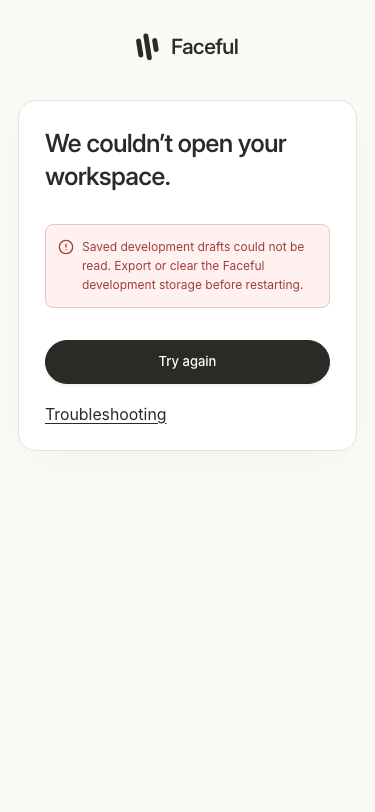 Faceful
We couldn’t open your
workspace.
Saved development drafts could not be
read. Export or clear the Faceful
development storage before restarting.
Try again
Troubleshooting